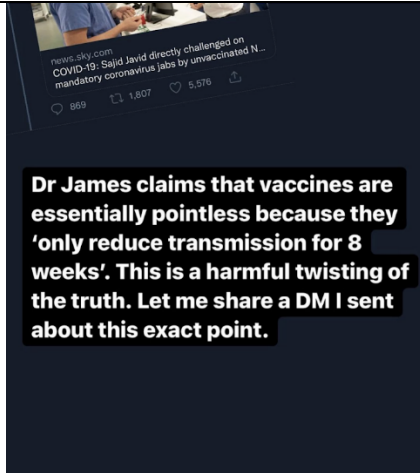 news.sky.com
COVID-19: Sajid Javid directly challenged on
mandatory coronavirus jabs by unvaccinated N...
869 1,807 5,576
Dr James claims that vaccines are
essentially pointless because they
‘only reduce transmission for 8
weeks’. This is a harmful twisting of
the truth. Let me share a DM I sent
about this exact point.